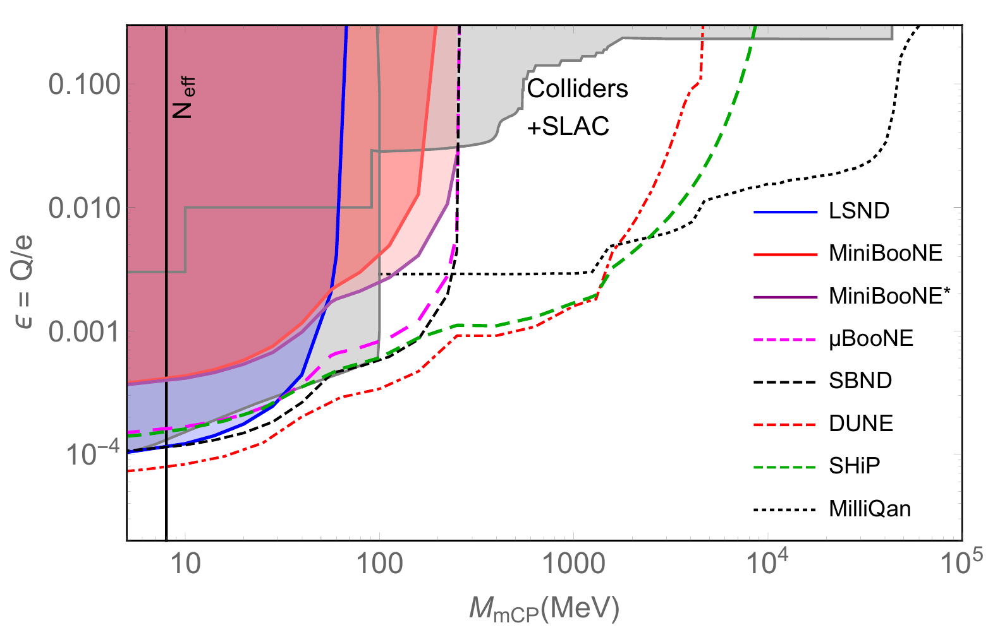 0.100
0.010
0.001
10⁻⁴
ϵ = Q/e
N_eff
Colliders
+SLAC
LSND
MiniBooNE
MiniBooNE*
μBooNE
SBND
DUNE
SHiP
MilliQan
10 100 1000 10⁴ 10⁵
M_mCP(MeV)